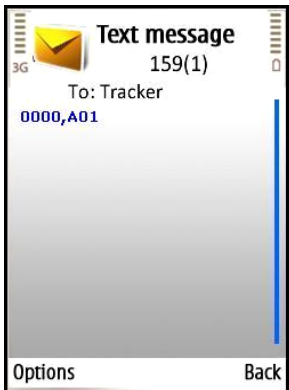 Text message
3G
159(1)
To: Tracker
0000,A01
Options
Back